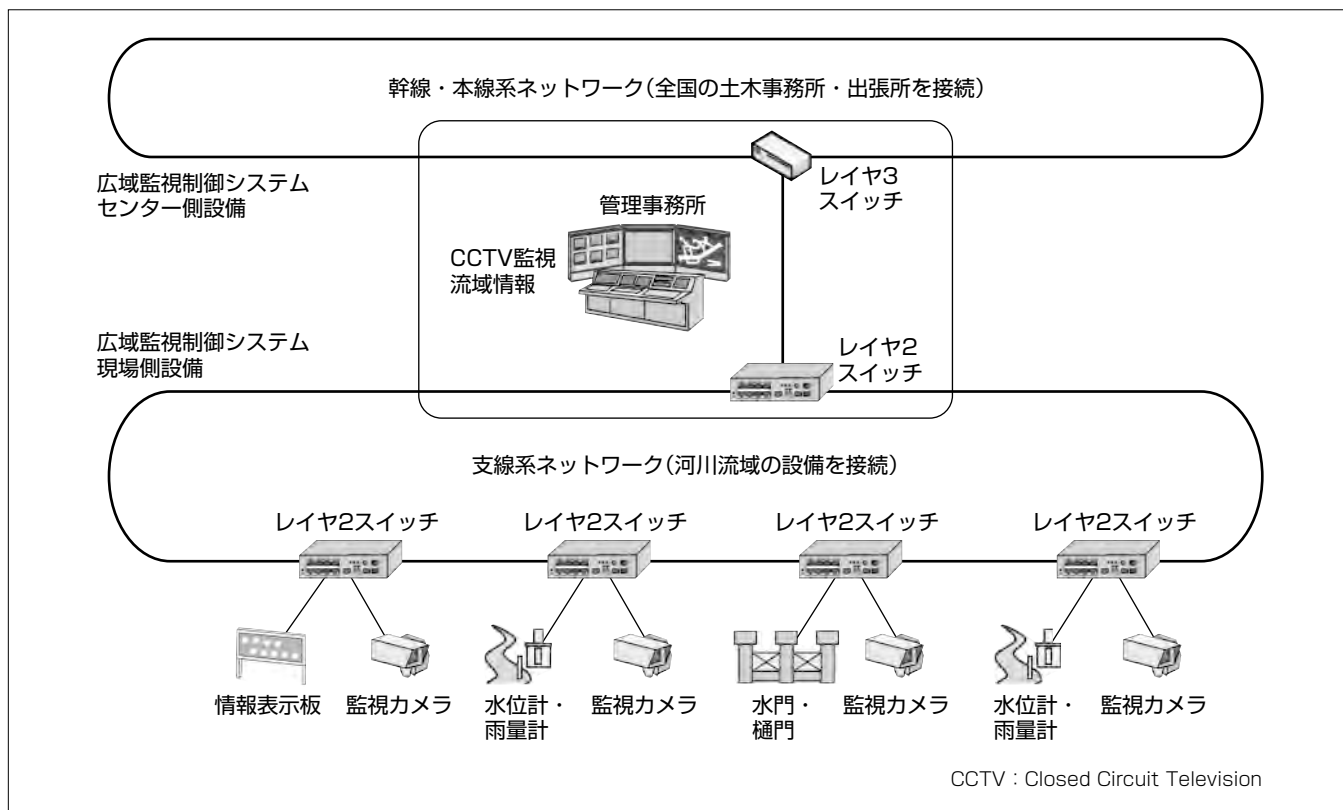 幹線・本線系ネットワーク(全国の土木事務所・出張所を接続)
広域監視制御システム
センター側設備
レイヤ3
スイッチ
管理事務所
CCTV監視
流域情報
広域監視制御システム
現場側設備
レイヤ2
スイッチ
支線系ネットワーク(河川流域の設備を接続)
レイヤ2スイッチ
レイヤ2スイッチ
レイヤ2スイッチ
レイヤ2スイッチ
情報表示板
監視カメラ
水位計・
雨量計
監視カメラ
水門・
樋門
監視カメラ
水位計・
雨量計
監視カメラ
CCTV：Closed Circuit Television